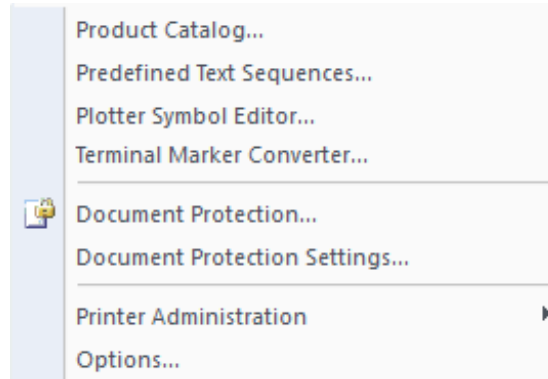 Product Catalog...
Predefined Text Sequences...
Plotter Symbol Editor...
Terminal Marker Converter...
Document Protection...
Document Protection Settings...
Printer Administration
Options...